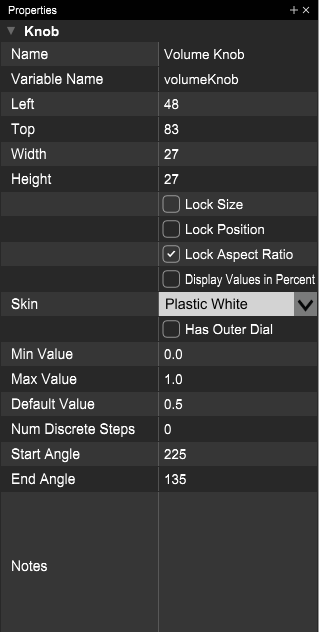 Properties
Knob
Name Volume Knob
Variable Name volumeKnob
Left 48
Top 83
Width 27
Height 27
Lock Size
Lock Position
Lock Aspect Ratio
Display Values in Percent
Skin Plastic White
Has Outer Dial
Min Value 0.0
Max Value 1.0
Default Value 0.5
Num Discrete Steps 0
Start Angle 225
End Angle 135
Notes